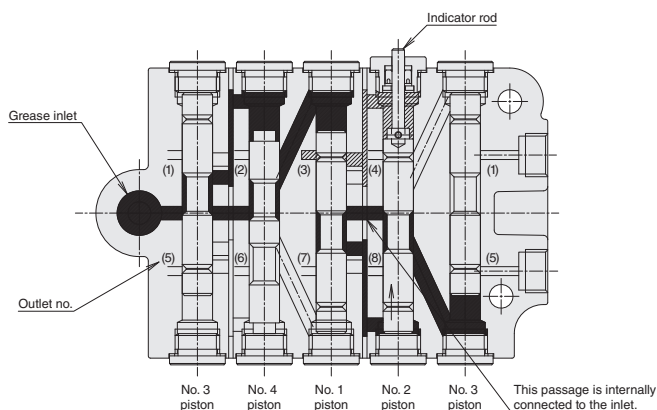 Indicator rod
Grease inlet
(1) (2) (3) (4) (1)
(5) (6) (7) (8) (5)
Outlet no.
No. 3 piston
No. 4 piston
No. 1 piston
No. 2 piston
No. 3 piston
This passage is internally
connected to the inlet.